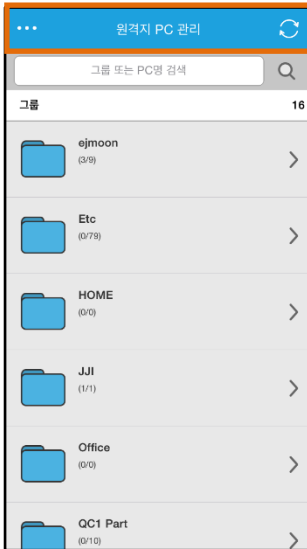 원격지 PC 관리
그룹 또는 PC명 검색
그룹 16
ejmoon
(3/9)
Etc
(0/79)
HOME
(0/0)
JJI
(1/1)
Office
(0/0)
QC1 Part
(0/10)